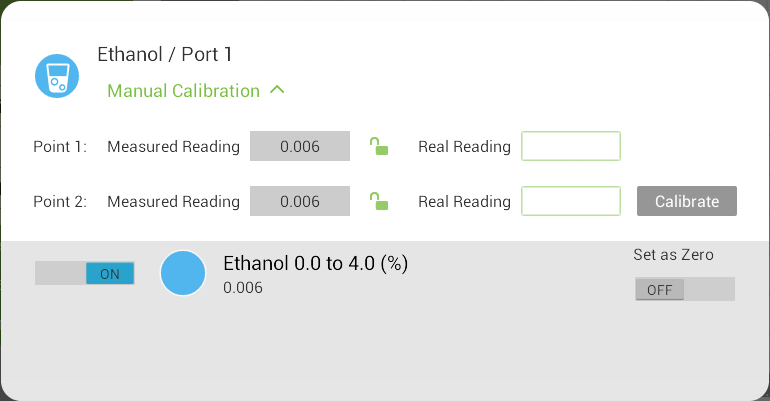 Ethanol / Port 1
Manual Calibration
Point 1: Measured Reading 0.006 Real Reading
Point 2: Measured Reading 0.006 Real Reading Calibrate
Set as Zero
ON Ethanol 0.0 to 4.0 (%)
0.006 OFF